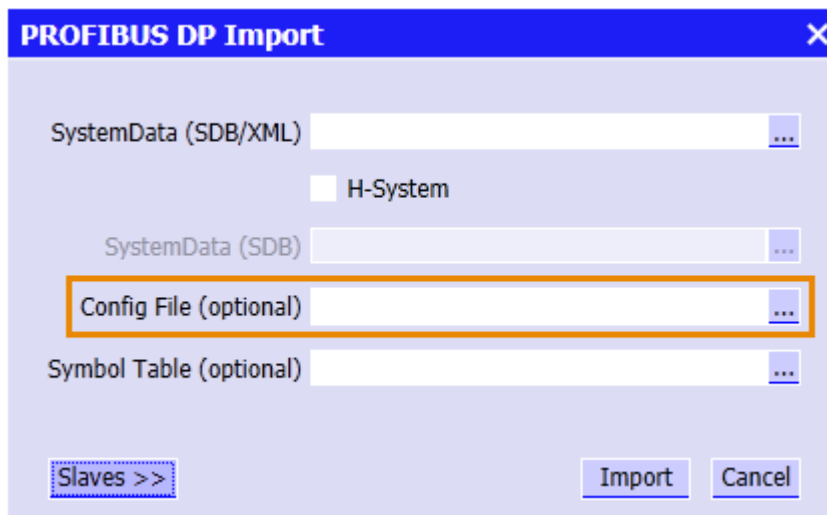 PROFIBUS DP Import
SystemData (SDB/XML) ...
H-System
SystemData (SDB) ...
Config File (optional) ...
Symbol Table (optional) ...
Slaves >> Import Cancel